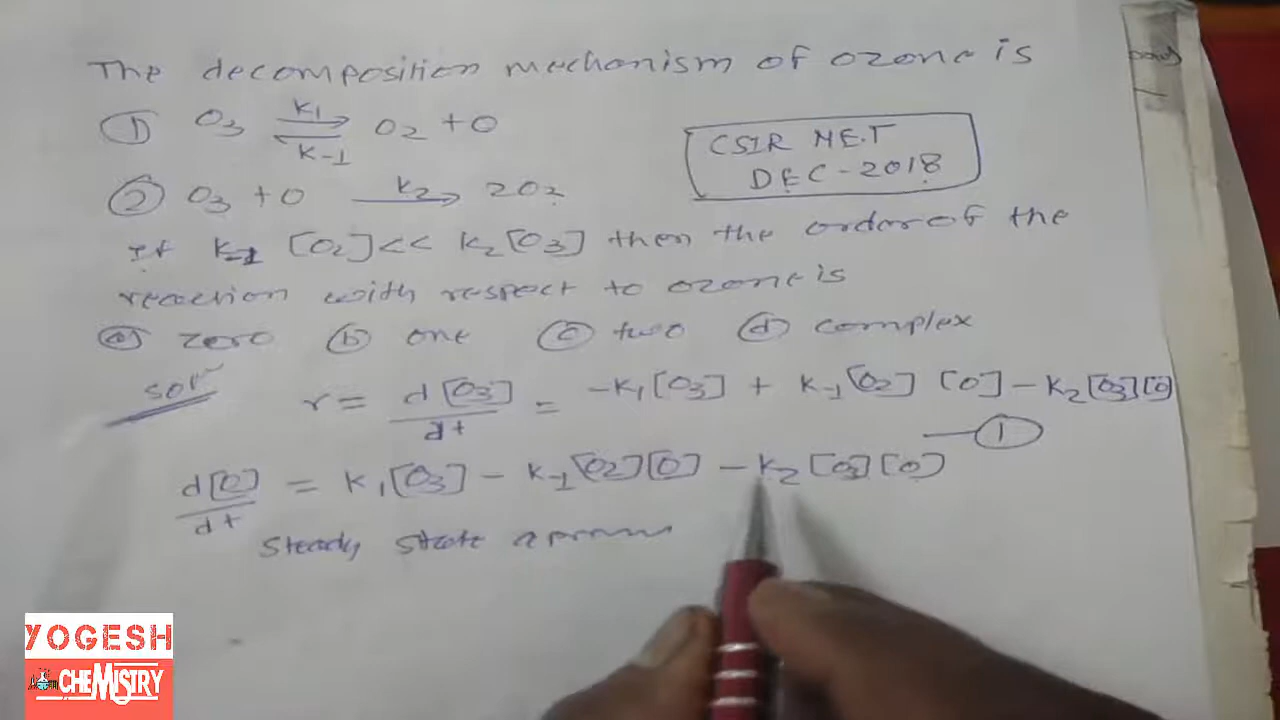 The decomposition mechanism of ozone is
① O3 ⇌ O2 + O
K1
K-1
CSIR NET
DEC-2018
② O3 + O → 2O2
K2
If K-1 [O2] << K2 [O3] then the order of the
reaction with respect to ozone is
ⓐ zero ⓑ one ⓒ two ⓓ complex
Sol
r = d[O3]/dt = -K1[O3] + K-1[O2] [O] - K2[O3][O]
①
d[O]/dt = K1[O3] - K-1[O2][O] - K2[O3][O]
Steady state
YOGESH
CHEMISTRY